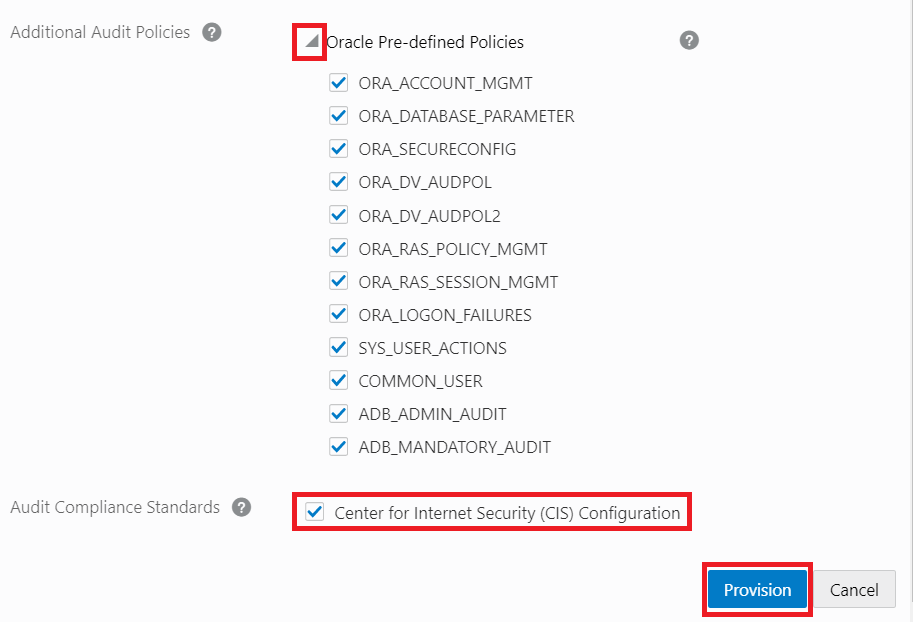 Additional Audit Policies ?
Oracle Pre-defined Policies ?
ORA_ACCOUNT_MGMT
ORA_DATABASE_PARAMETER
ORA_SECURECONFIG
ORA_DV_AUDPOL
ORA_DV_AUDPOL2
ORA_RAS_POLICY_MGMT
ORA_RAS_SESSION_MGMT
ORA_LOGON_FAILURES
SYS_USER_ACTIONS
COMMON_USER
ADB_ADMIN_AUDIT
ADB_MANDATORY_AUDIT
Audit Compliance Standards ?
Center for Internet Security (CIS) Configuration
Provision
Cancel